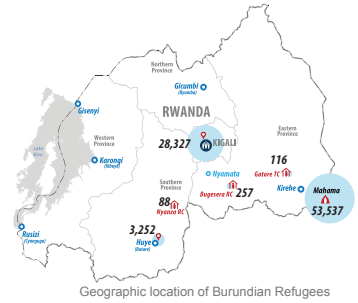 Northern
Province
Gicumbi
(Byumba)
RWANDA
Gisenyi
28,327
KIGALI
Eastern
Province
Lake
Kivu
Western
Province
Karongi
(Kibuye)
116
Gatore TC
Nyamata
Southern
Province
88
Nyanza RC
Bugesera RC
257
Kirehe
Mahama
53,537
Rusizi
(Cyangugu)
3,252
Huye
(Butare)
Geographic location of Burundian Refugees